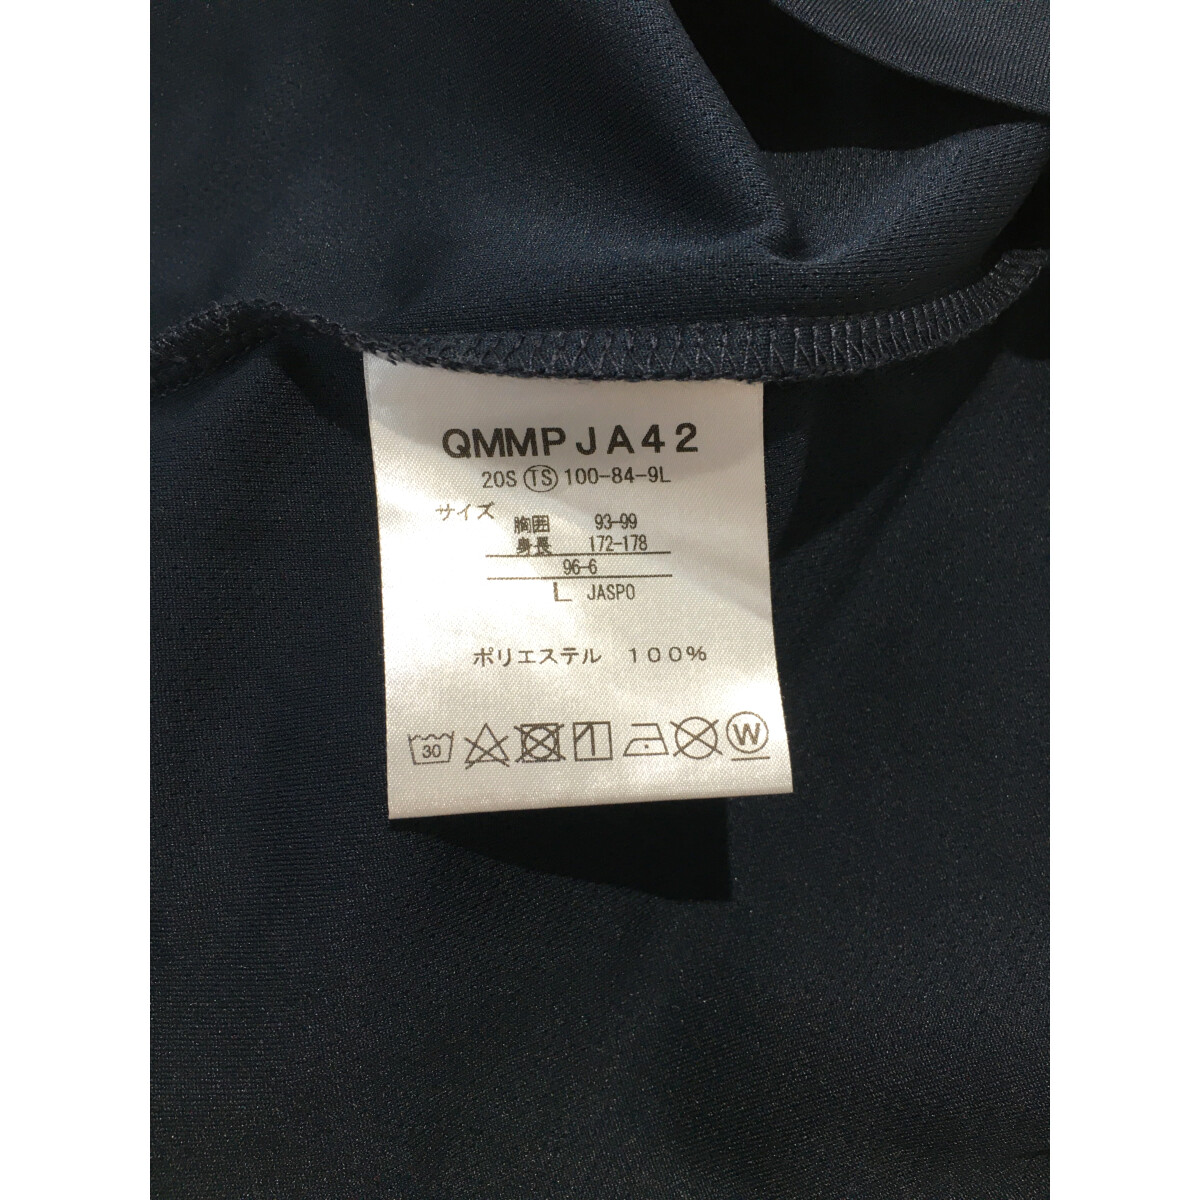 QMMPJA42
20S TS 100-84-9L
サイズ
胸囲 93-99
身長 172-178
96-6
L JASPO
ポリエステル 100%
30
W